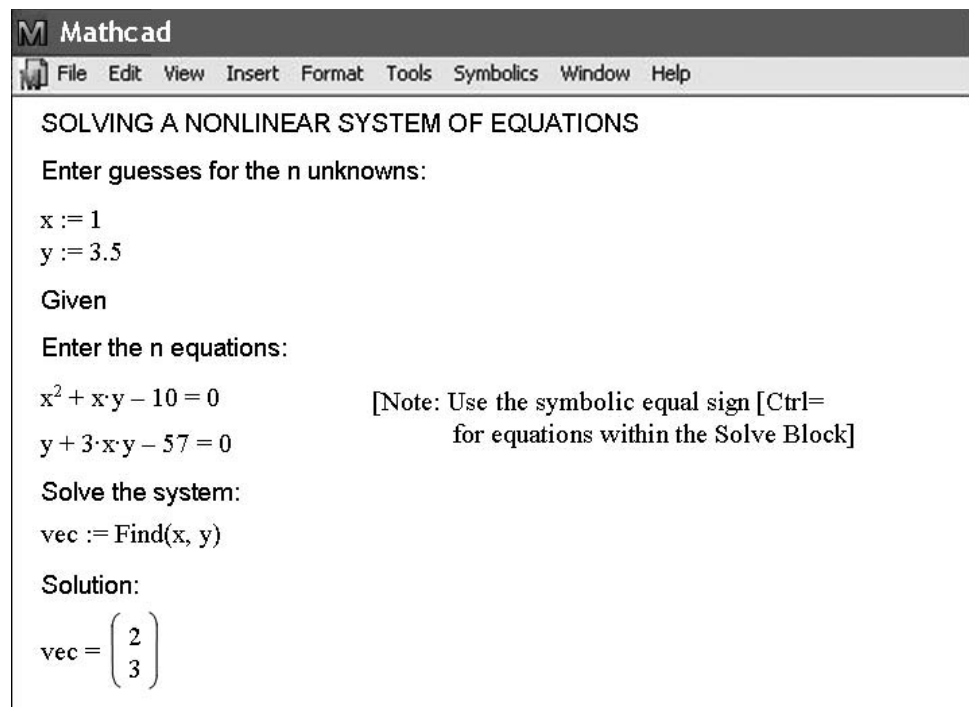 Mathcad
File Edit View Insert Format Tools Symbolics Window Help
SOLVING A NONLINEAR SYSTEM OF EQUATIONS
Enter guesses for the n unknowns:
x := 1
y := 3.5
Given
Enter the n equations:
x² + x·y – 10 = 0
[Note: Use the symbolic equal sign [Ctrl=
y + 3·x·y – 57 = 0
for equations within the Solve Block]
Solve the system:
vec := Find(x, y)
Solution:
vec = ( 2
3 )